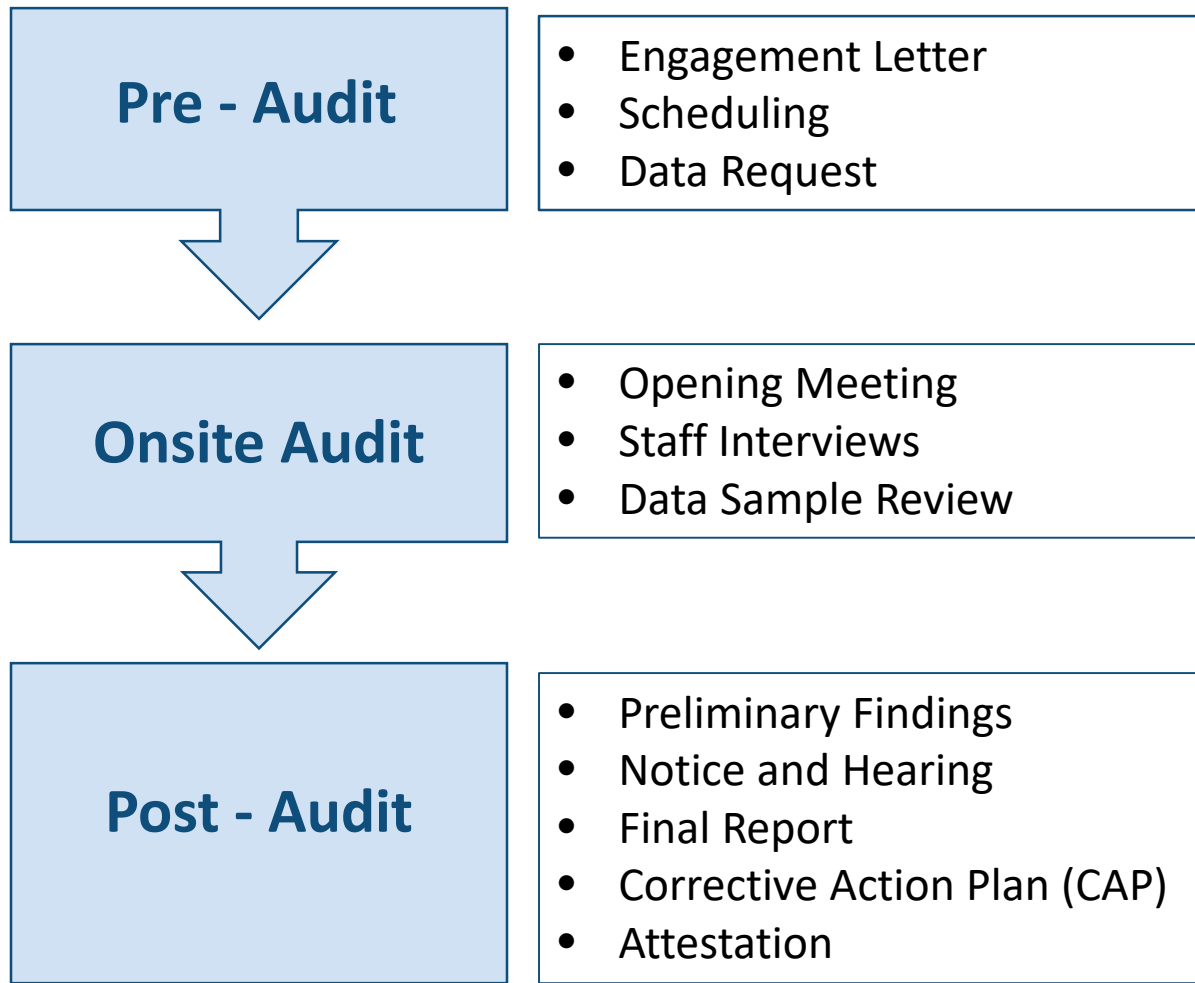 Pre - Audit
• Engagement Letter
• Scheduling
• Data Request
Onsite Audit
• Opening Meeting
• Staff Interviews
• Data Sample Review
Post - Audit
• Preliminary Findings
• Notice and Hearing
• Final Report
• Corrective Action Plan (CAP)
• Attestation